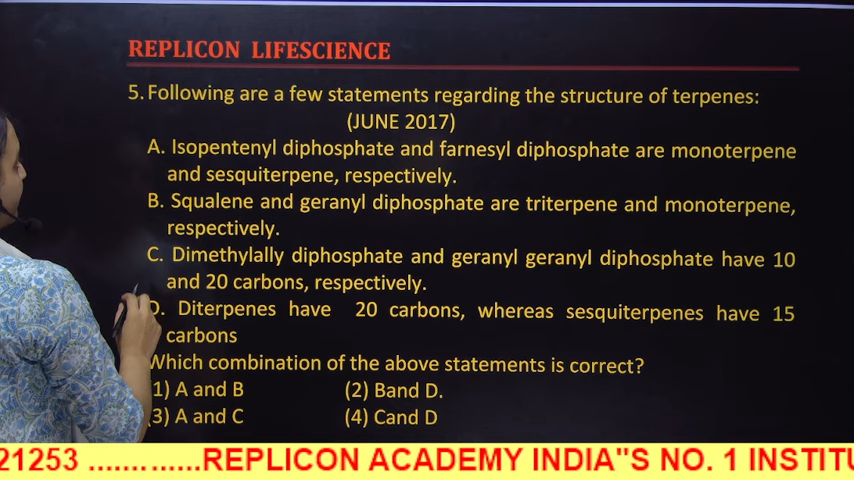 REPLICON LIFESCIENCE
5. Following are a few statements regarding the structure of terpenes:
(JUNE 2017)
A. Isopentenyl diphosphate and farnesyl diphosphate are monoterpene
and sesquiterpene, respectively.
B. Squalene and geranyl diphosphate are triterpene and monoterpene,
respectively.
C. Dimethylally diphosphate and geranyl geranyl diphosphate have 10
and 20 carbons, respectively.
D. Diterpenes have 20 carbons, whereas sesquiterpenes have 15
carbons
Which combination of the above statements is correct?
1) A and B (2) Band D.
(3) A and C (4) Cand D
21253 ............REPLICON ACADEMY INDIA"S NO. 1 INSTITU